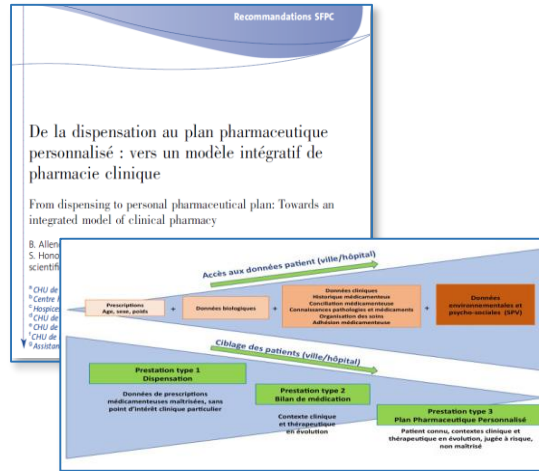 Recommandations SFPC
De la dispensation au plan pharmaceutique
personnalisé : vers un modèle intégratif de
pharmacie clinique
From dispensing to personal pharmaceutical plan: Towards an
integrated model of clinical pharmacy
B. Allen
S. Hono
scientifi
a CHU de
b Centre
c Hospice
d CHU de
e CHU de
f CHU de
g Assistan
Accès aux données patient (ville/hôpital)
Prescriptions
Age, sexe, poids
+
Données biologiques
+
Données cliniques
Historique médicamenteux
Conciliation médicamenteuse
Connaissances pathologies et médicaments
Organisation des soins
Adhésion médicamenteuse
+
Données
environnementales et
psycho-sociales (SPV)
Ciblage des patients (ville/hôpital)
Prestation type 1
Dispensation
Données de prescriptions
médicamenteuses maîtrisées, sans
point d'intérêt clinique particulier
Prestation type 2
Bilan de médication
Contexte clinique
et thérapeutique
en évolution
Prestation type 3
Plan Pharmaceutique Personnalisé
Patient connu, contextes clinique et
thérapeutique en évolution, jugée à risque,
non maîtrisé